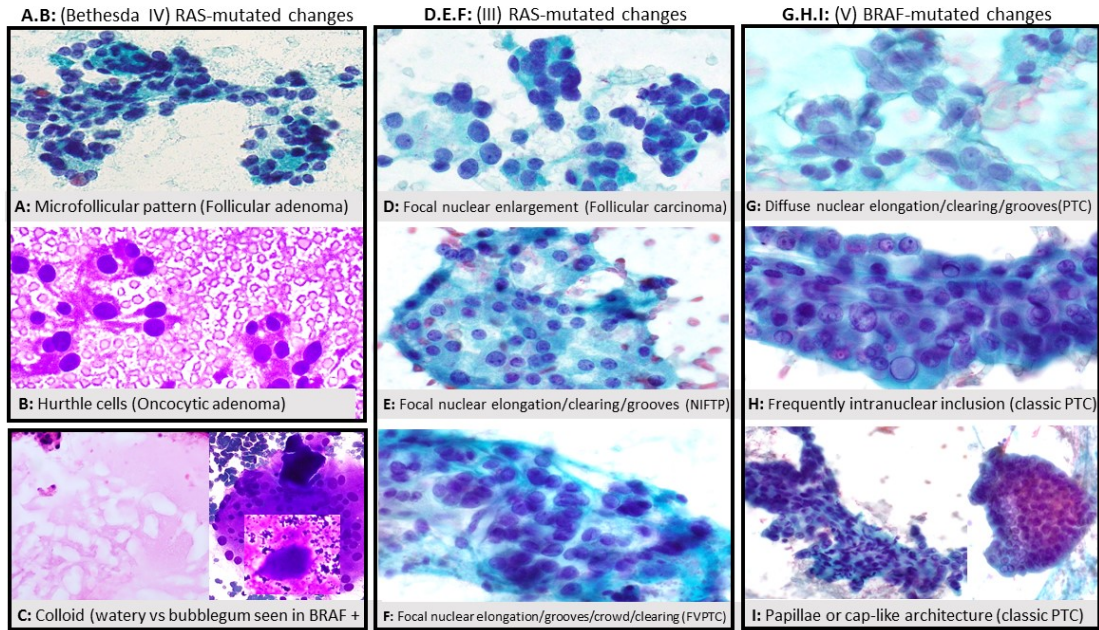 A.B: (Bethesda IV) RAS-mutated changes
A: Microfollicular pattern (Follicular adenoma)
B: Hurthle cells (Oncocytic adenoma)
C: Colloid (watery vs bubblegum seen in BRAF +
D.E.F: (III) RAS-mutated changes
D: Focal nuclear enlargement (Follicular carcinoma)
E: Focal nuclear elongation/clearing/grooves (NIFTP)
F: Focal nuclear elongation/grooves/crowd/clearing (FVPTC)
G.H.I: (V) BRAF-mutated changes
G: Diffuse nuclear elongation/clearing/grooves(PTC)
H: Frequently intranuclear inclusion (classic PTC)
I: Papillae or cap-like architecture (classic PTC)